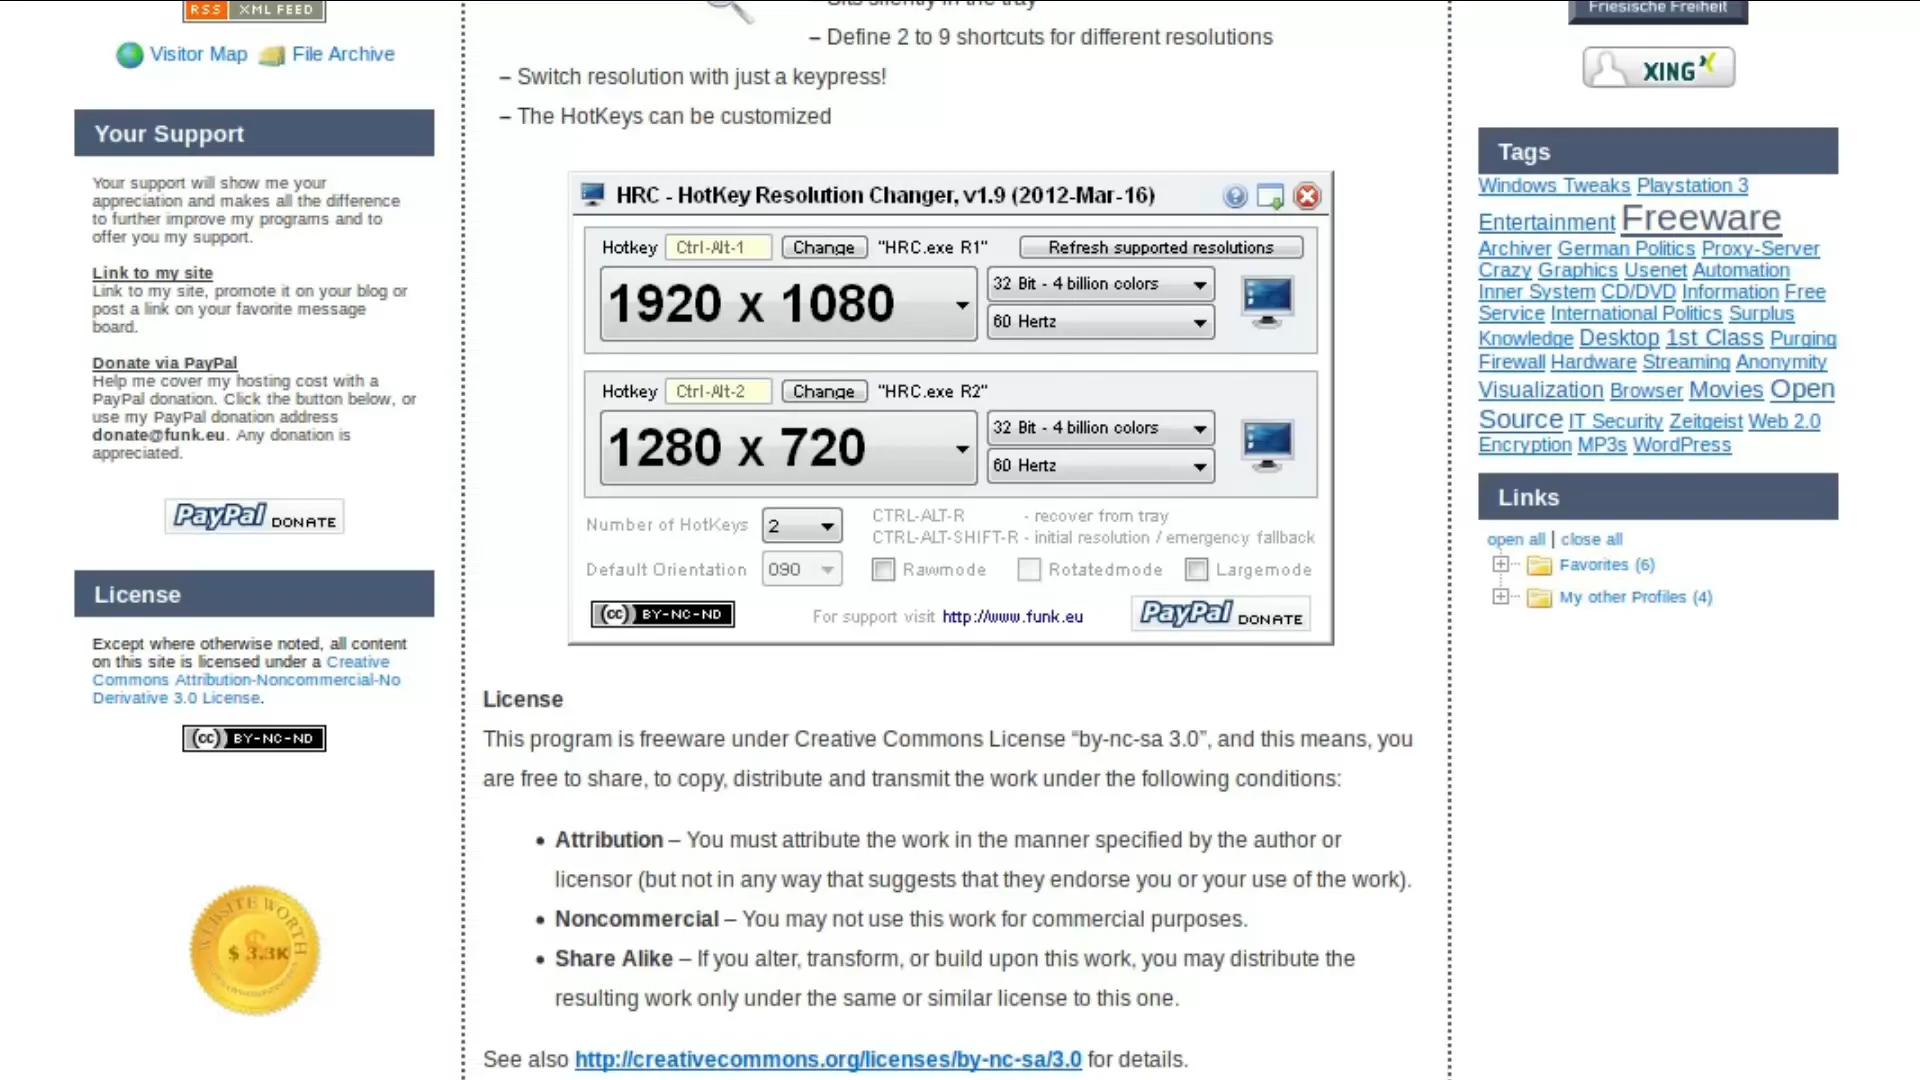 RSS XML FEED
Visitor Map File Archive
Your Support
Your support will show me your
appreciation and makes all the difference
to further improve my programs and to
offer you my support.
Link to my site
Link to my site, promote it on your blog or
post a link on your favorite message
board.
Donate via PayPal
Help me cover my hosting cost with a
PayPal donation. Click the button below, or
use my PayPal donation address
donate@funk.eu. Any donation is
appreciated.
PayPal DONATE
License
Except where otherwise noted, all content
on this site is licensed under a Creative
Commons Attribution-Noncommercial-No
Derivative 3.0 License.
(cc) BY-NC-ND
WEBSITE WORTH
$ 3.3K
– Sits silently in the tray
– Define 2 to 9 shortcuts for different resolutions
– Switch resolution with just a keypress!
– The HotKeys can be customized
HRC - HotKey Resolution Changer, v1.9 (2012-Mar-16)
Hotkey Ctrl-Alt-1 Change "HRC.exe R1" Refresh supported resolutions
1920 x 1080
32 Bit - 4 billion colors
60 Hertz
Hotkey Ctrl-Alt-2 Change "HRC.exe R2"
1280 x 720
32 Bit - 4 billion colors
60 Hertz
Number of HotKeys 2
CTRL-ALT-R - recover from tray
CTRL-ALT-SHIFT-R - initial resolution / emergency fallback
Default Orientation 090 Rawmode Rotatedmode Largemode
(cc) BY-NC-ND For support visit http://www.funk.eu PayPal DONATE
License
This program is freeware under Creative Commons License “by-nc-sa 3.0”, and this means, you
are free to share, to copy, distribute and transmit the work under the following conditions:
• Attribution – You must attribute the work in the manner specified by the author or
licensor (but not in any way that suggests that they endorse you or your use of the work).
• Noncommercial – You may not use this work for commercial purposes.
• Share Alike – If you alter, transform, or build upon this work, you may distribute the
resulting work only under the same or similar license to this one.
See also http://creativecommons.org/licenses/by-nc-sa/3.0 for details.
Friesische Freiheit
XING
Tags
Windows Tweaks Playstation 3
Entertainment Freeware
Archiver German Politics Proxy-Server
Crazy Graphics Usenet Automation
Inner System CD/DVD Information Free
Service International Politics Surplus
Knowledge Desktop 1st Class Purging
Firewall Hardware Streaming Anonymity
Visualization Browser Movies Open
Source IT Security Zeitgeist Web 2.0
Encryption MP3s WordPress
Links
open all | close all
Favorites (6)
My other Profiles (4)